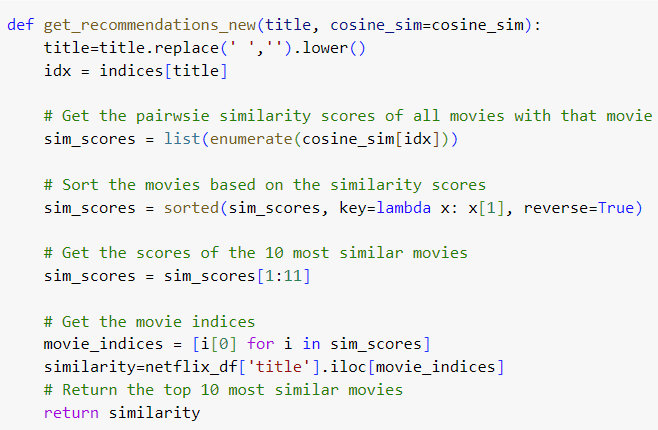 def get_recommendations_new(title, cosine_sim=cosine_sim):
    title=title.replace(' ','').lower()
    idx = indices[title]

    # Get the pairwsie similarity scores of all movies with that movie
    sim_scores = list(enumerate(cosine_sim[idx]))

    # Sort the movies based on the similarity scores
    sim_scores = sorted(sim_scores, key=lambda x: x[1], reverse=True)

    # Get the scores of the 10 most similar movies
    sim_scores = sim_scores[1:11]

    # Get the movie indices
    movie_indices = [i[0] for i in sim_scores]
    similarity=netflix_df['title'].iloc[movie_indices]
    # Return the top 10 most similar movies
    return similarity